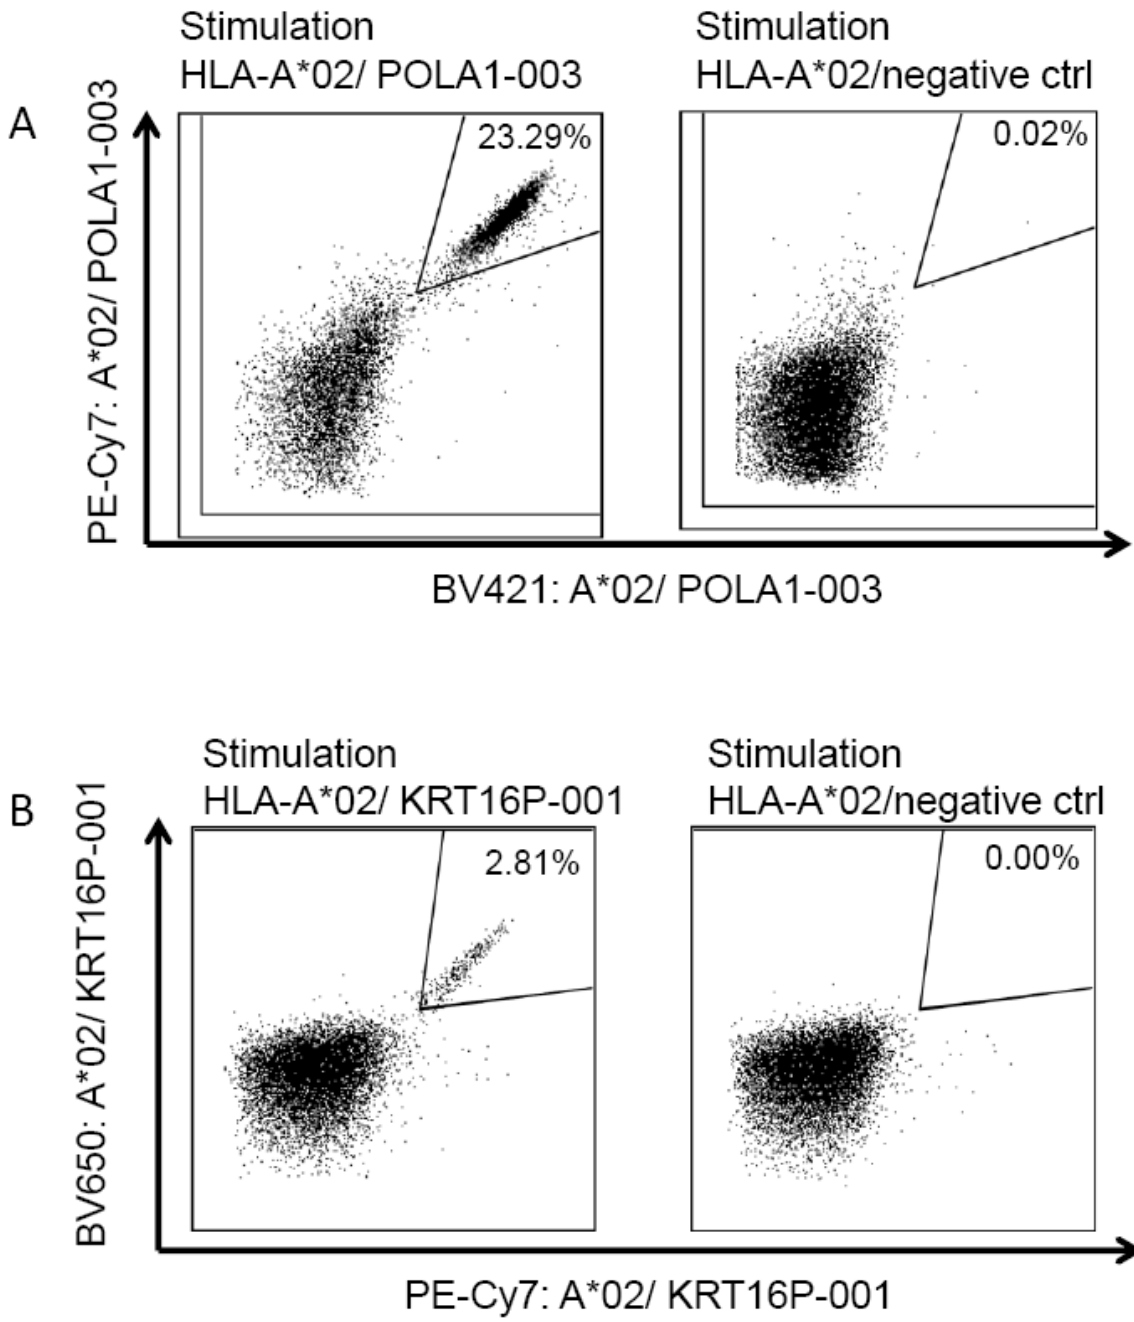 Stimulation
HLA-A*02/ POLA1-003
Stimulation
HLA-A*02/negative ctrl
A
PE-Cy7: A*02/ POLA1-003
23.29%
0.02%
BV421: A*02/ POLA1-003
Stimulation
HLA-A*02/ KRT16P-001
Stimulation
HLA-A*02/negative ctrl
B
BV650: A*02/ KRT16P-001
2.81%
0.00%
PE-Cy7: A*02/ KRT16P-001